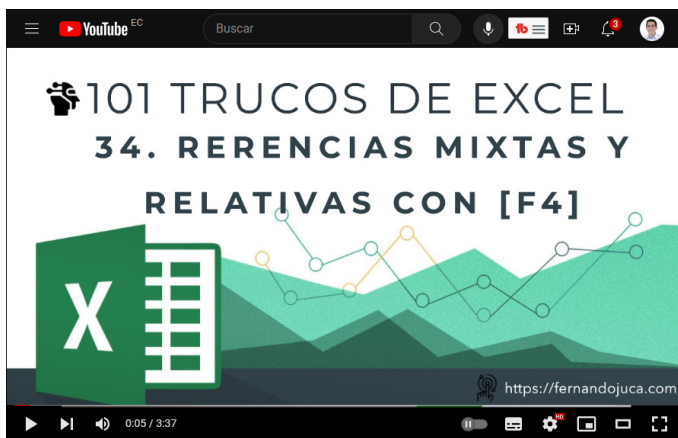 YouTube EC
Buscar
3
101 TRUCOS DE EXCEL
34. RERENCIAS MIXTAS Y
RELATIVAS CON [F4]
X
https://fernandojuca.com
0:05 / 3:37
HD